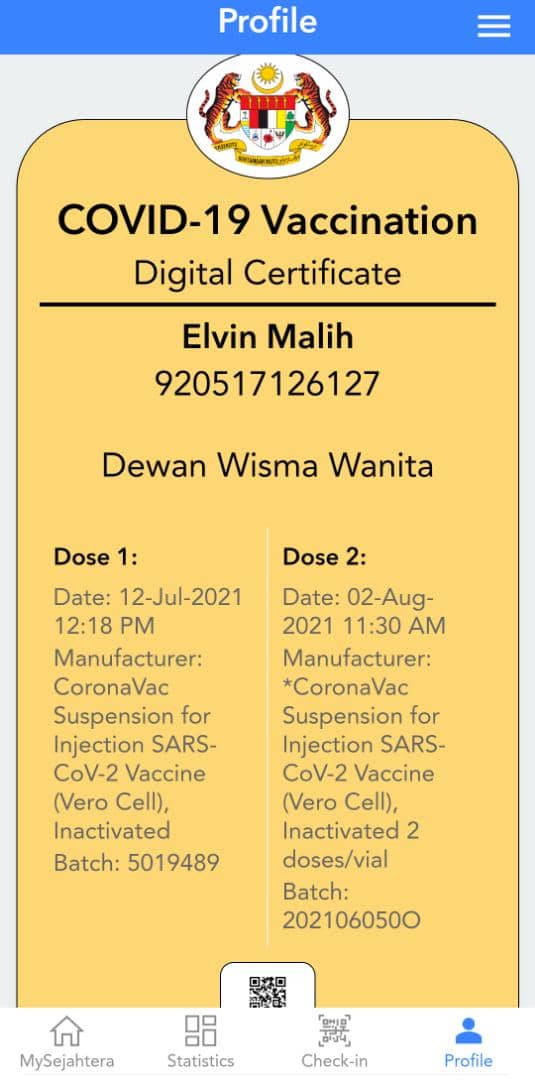 Profile
COVID-19 Vaccination
Digital Certificate
Elvin Malih
920517126127
Dewan Wisma Wanita
Dose 1:
Date: 12-Jul-2021
12:18 PM
Manufacturer:
CoronaVac
Suspension for
Injection SARS-
CoV-2 Vaccine
(Vero Cell),
Inactivated
Batch: 5019489
Dose 2:
Date: 02-Aug-
2021 11:30 AM
Manufacturer:
*CoronaVac
Suspension for
Injection SARS-
CoV-2 Vaccine
(Vero Cell),
Inactivated 2
doses/vial
Batch:
202106050O
MySejahtera
Statistics
Check-in
Profile